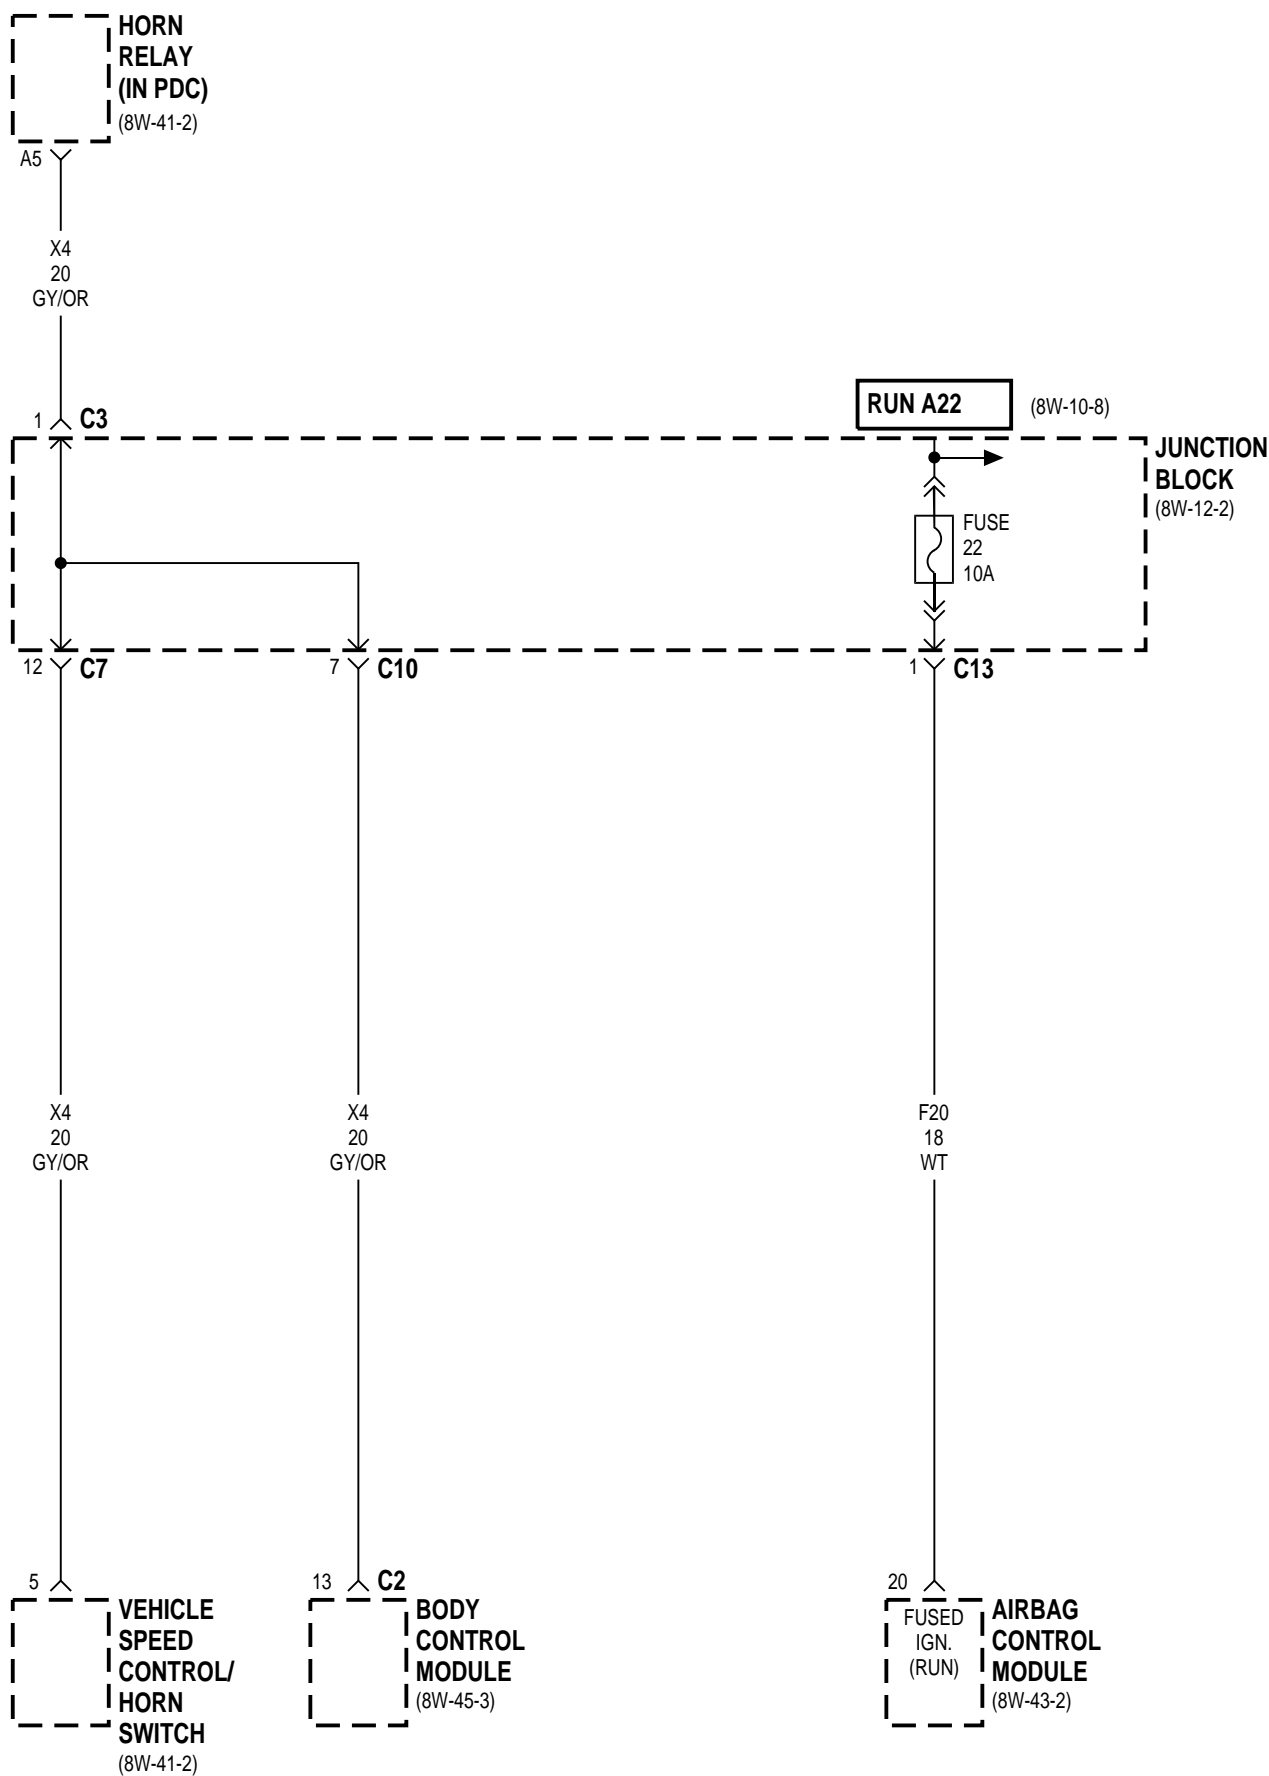 HORN
RELAY
(IN PDC)
(8W-41-2)
A5
X4
20
GY/OR
1 C3
RUN A22 (8W-10-8)
JUNCTION
BLOCK
(8W-12-2)
FUSE
22
10A
12 C7 7 C10 1 C13
X4
20
GY/OR
X4
20
GY/OR
F20
18
WT
5
VEHICLE
SPEED
CONTROL/
HORN
SWITCH
(8W-41-2)
13 C2
BODY
CONTROL
MODULE
(8W-45-3)
20
FUSED
IGN.
(RUN)
AIRBAG
CONTROL
MODULE
(8W-43-2)